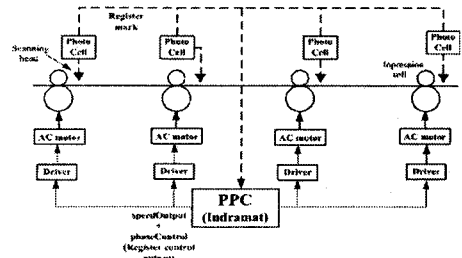 Register
mark
Photo
Cell
Photo
Cell
Photo
Cell
Photo
Cell
Scanning
head
Impression
roll
AC motor
AC motor
AC motor
AC motor
Driver
Driver
Driver
Driver
PPC
(Indramat)
speedOutput
+
phaseControl
(Register control
output)